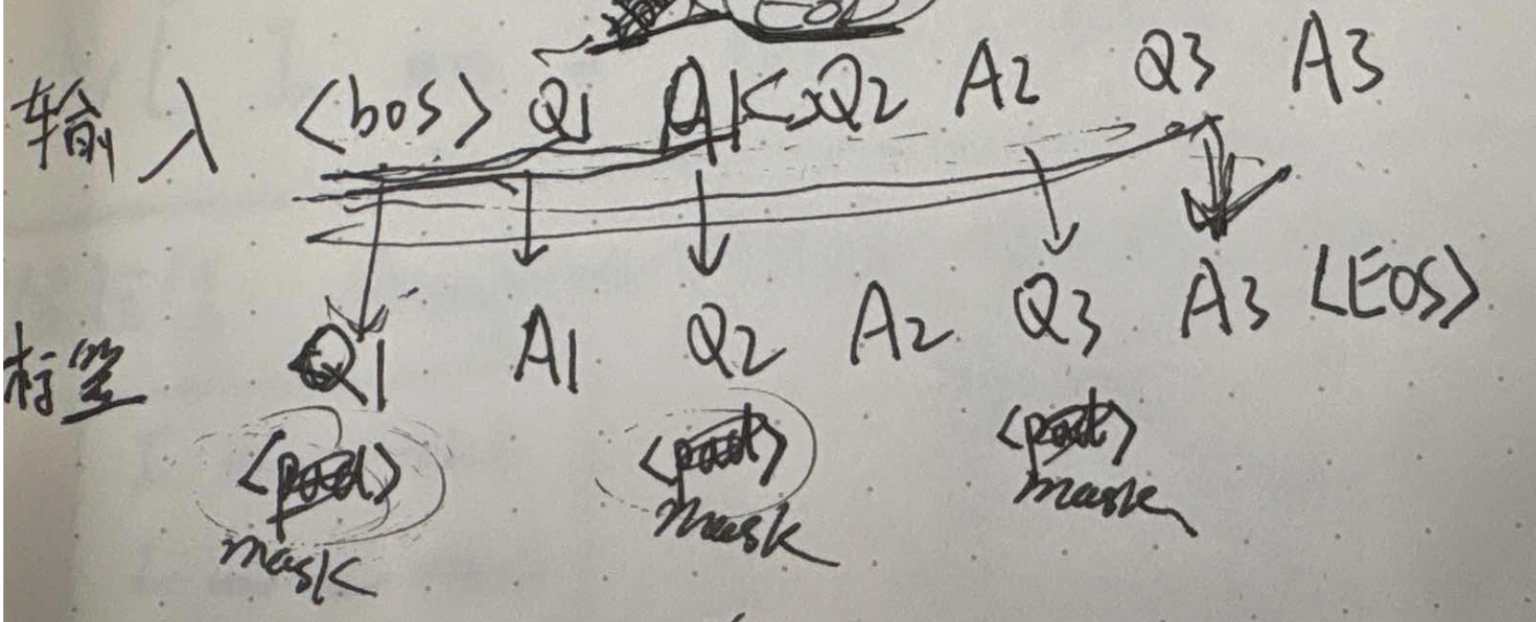 EOD
输入 <bos> Q1 A1 <> Q2 A2 Q3 A3
标签 Q1 A1 Q2 A2 Q3 A3 <EOS>
<pad> <pad> <pad>
mask mask mask